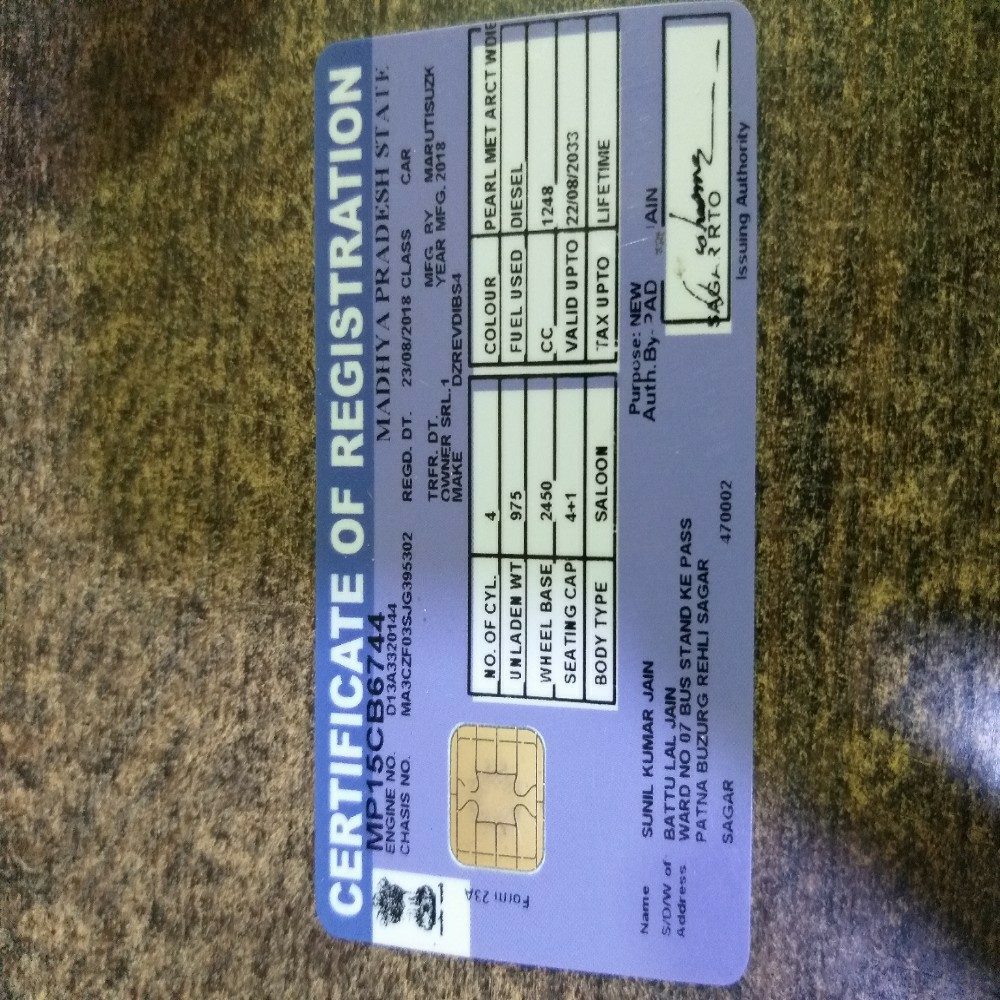 CERTIFICATE OF REGISTRATION
MP15CB6744 MADHYA PRADESH STATE
ENGINE NO. D13A3320144
CHASIS NO. MA3CZF03SJG395302 REGD. DT. 23/08/2018 CLASS CAR
TRFR. DT. MFG. BY MARUTISUZK
OWNER SRL.1 YEAR MFG. 2018
MAKE DZREVDIBS4
Form 23A
NO. OF CYL. 4 COLOUR PEARL MET ARCT
UNLADEN WT 975 FUEL USED DIESEL
WHEEL BASE 2450 CC 1248
SEATING CAP 4+1 VALID UPTO 22/08/2033
BODY TYPE SALOON TAX UPTO LIFETIME
Name SUNIL KUMAR JAIN Purpose: NEW
S/D/W of BATTU LAL JAIN Auth. By-
Address WARD NO 07 BUS STAND KE PASS
PATNA BUZURG REHLI SAGAR
SAGAR 470002
SAGAR RTO
Issuing Authority